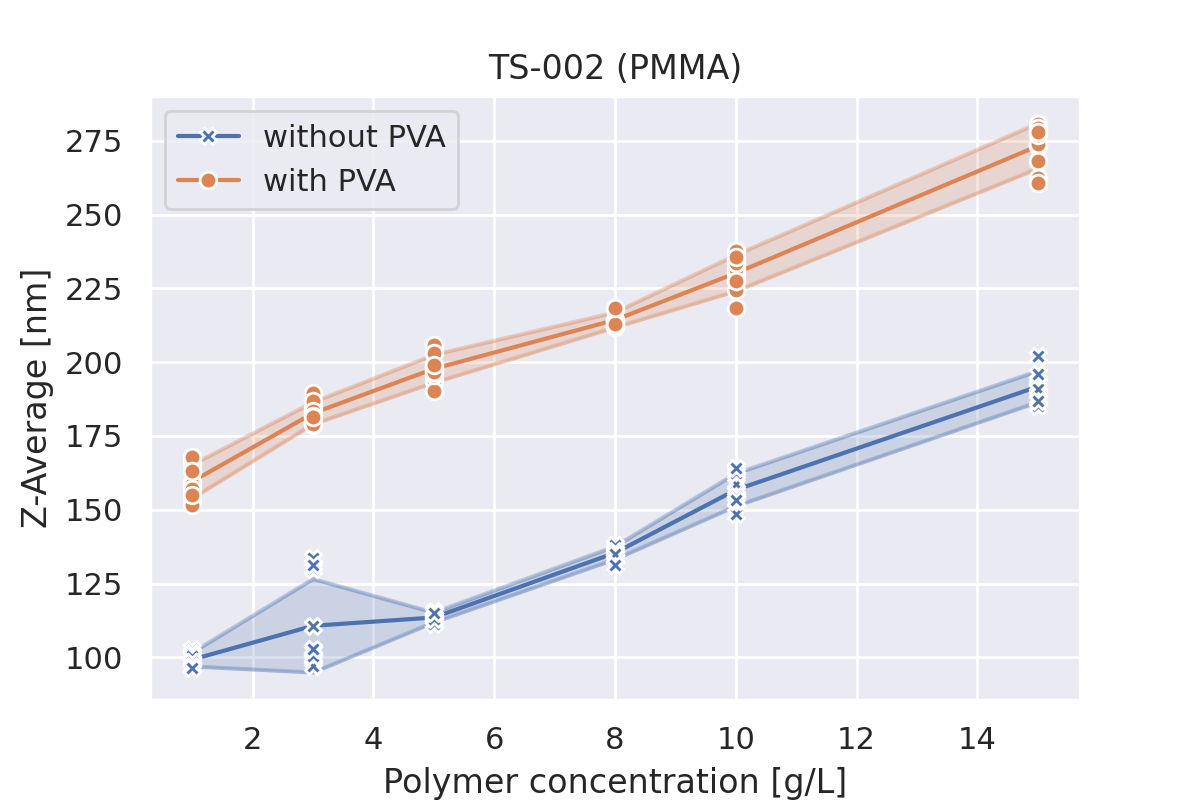 TS-002 (PMMA)
without PVA
with PVA
Z-Average [nm]
275
250
225
200
175
150
125
100
2 4 6 8 10 12 14
Polymer concentration [g/L]